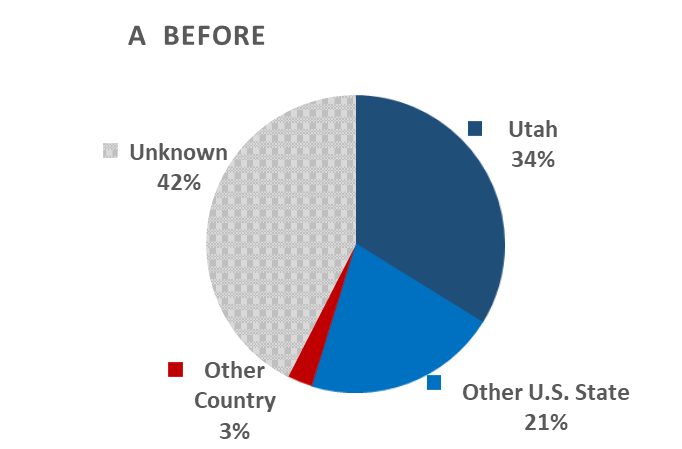 A BEFORE
Utah
34%
Unknown
42%
Other
Country
3%
Other U.S. State
21%